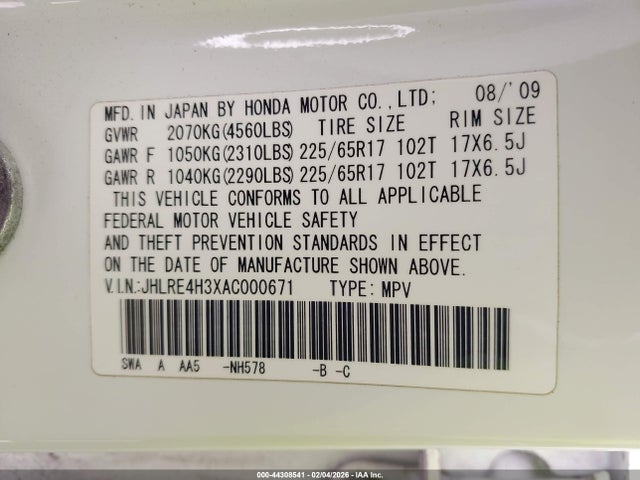 MFD. IN JAPAN BY HONDA MOTOR CO., LTD; 08/'09
GVWR 2070KG(4560LBS) TIRE SIZE RIM SIZE
GAWR F 1050KG(2310LBS) 225/65R17 102T 17X6.5J
GAWR R 1040KG(2290LBS) 225/65R17 102T 17X6.5J
THIS VEHICLE CONFORMS TO ALL APPLICABLE
FEDERAL MOTOR VEHICLE SAFETY
AND THEFT PREVENTION STANDARDS IN EFFECT
ON THE DATE OF MANUFACTURE SHOWN ABOVE.
V.I.N.:JHLRE4H3XAC000671 TYPE: MPV
SWA A AA5 -NH578 -B -C
000-44308541 - 02/04/2026 - IAA Inc.